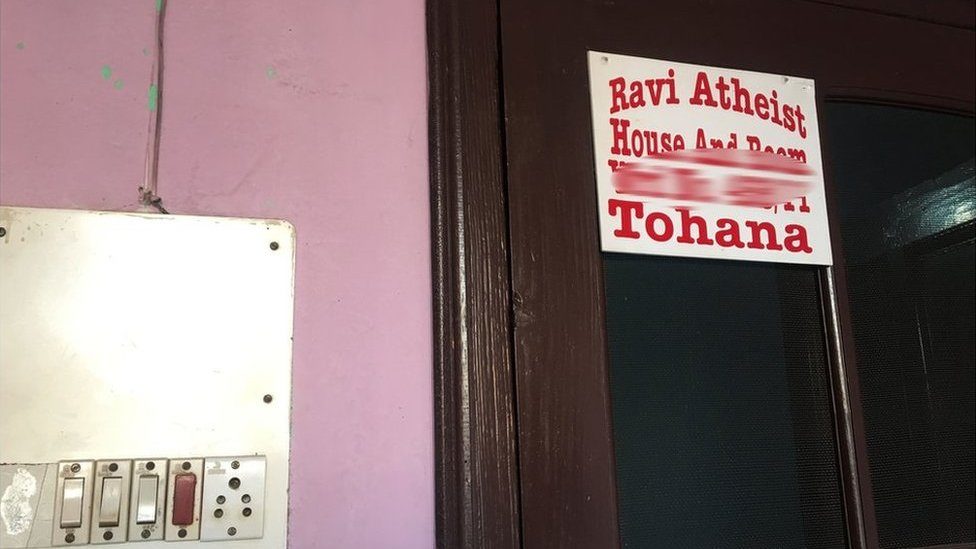 Ravi Atheist
House And Room
Tohana